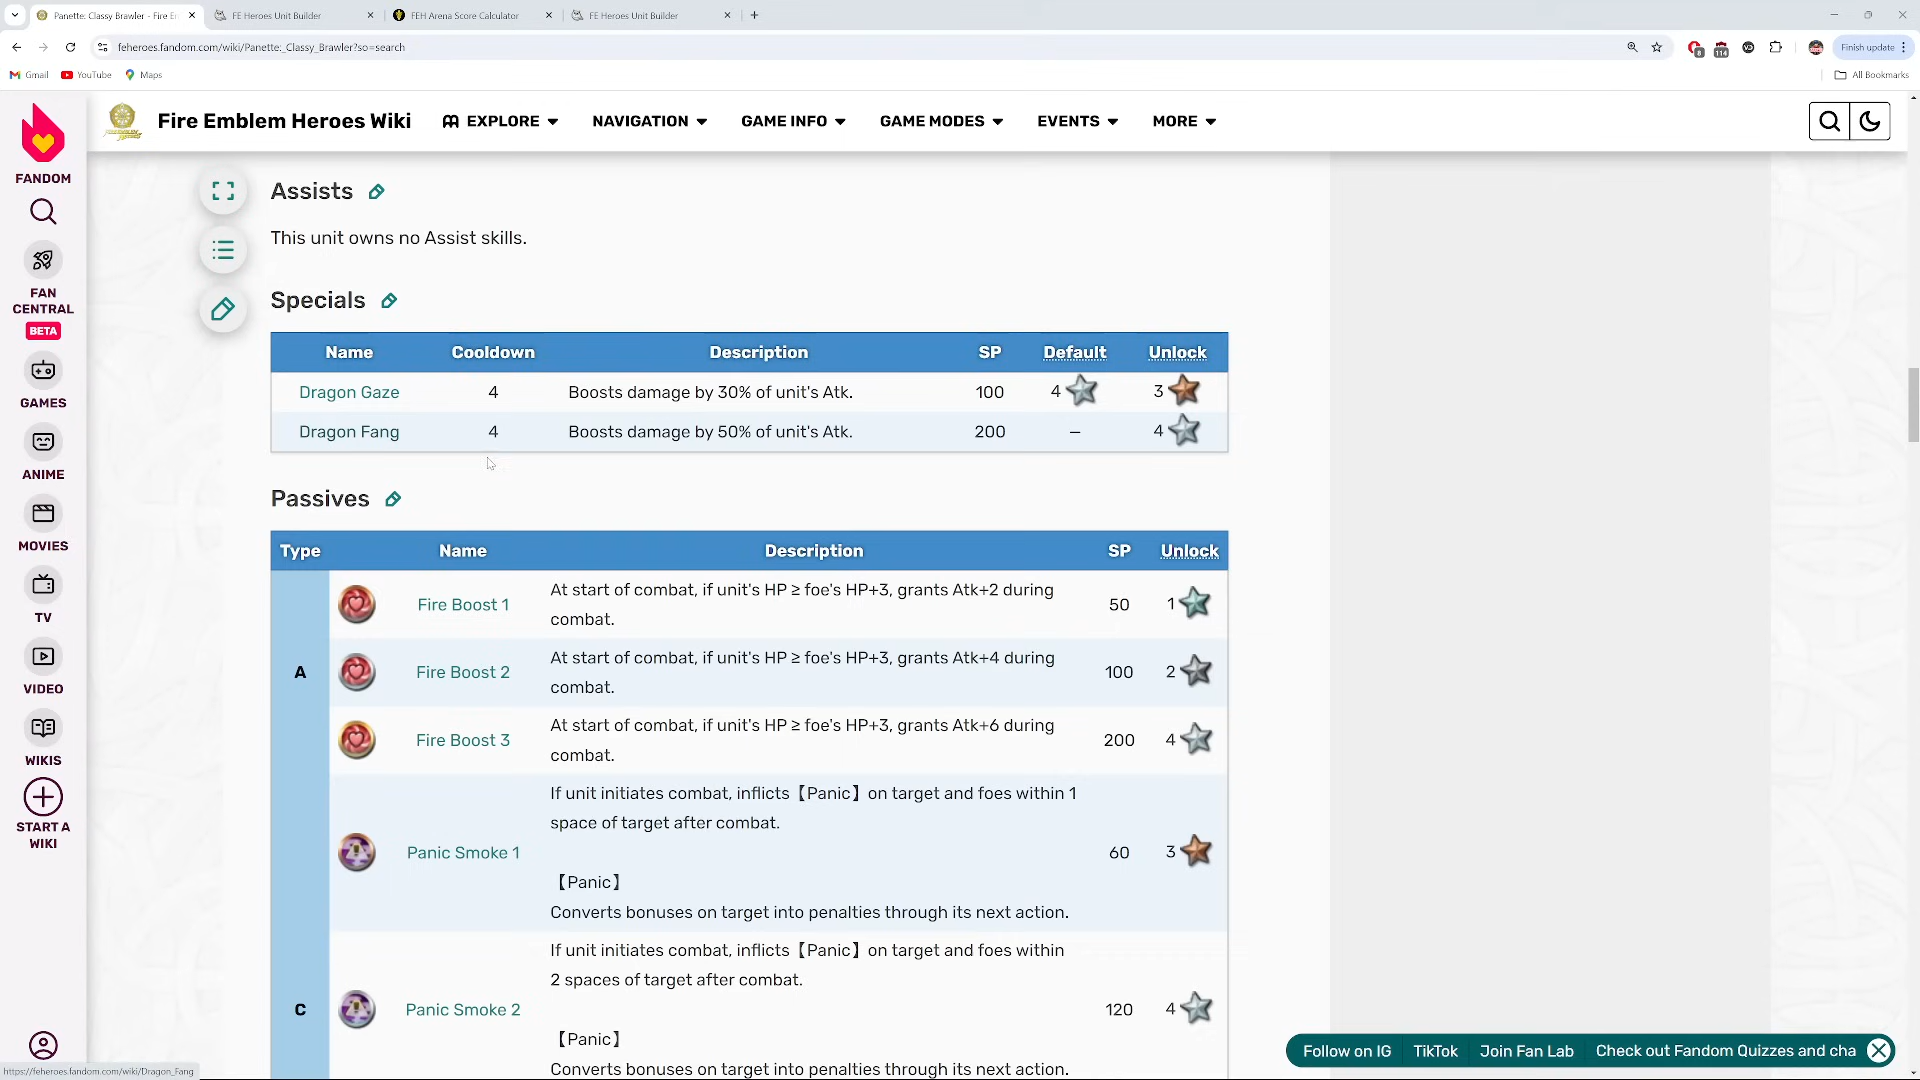 Panette: Classy Brawler - Fire E
FE Heroes Unit Builder
FEH Arena Score Calculator
FE Heroes Unit Builder
feheroes.fandom.com/wiki/Panette:_Classy_Brawler?so=search
8
114
Finish update
Gmail
YouTube
Maps
All Bookmarks
Fire Emblem Heroes Wiki
EXPLORE
NAVIGATION
GAME INFO
GAME MODES
EVENTS
MORE
FANDOM
FAN
CENTRAL
BETA
GAMES
ANIME
MOVIES
TV
VIDEO
WIKIS
START A
WIKI
Assists
This unit owns no Assist skills.
Specials
Name Cooldown Description SP Default Unlock
Dragon Gaze 4 Boosts damage by 30% of unit's Atk. 100 4 3
Dragon Fang 4 Boosts damage by 50% of unit's Atk. 200 – 4
Passives
Type Name Description SP Unlock
A
Fire Boost 1
At start of combat, if unit's HP ≥ foe's HP+3, grants Atk+2 during
combat.
50 1
Fire Boost 2
At start of combat, if unit's HP ≥ foe's HP+3, grants Atk+4 during
combat.
100 2
Fire Boost 3
At start of combat, if unit's HP ≥ foe's HP+3, grants Atk+6 during
combat.
200 4
C
Panic Smoke 1
If unit initiates combat, inflicts【Panic】on target and foes within 1
space of target after combat.
【Panic】
Converts bonuses on target into penalties through its next action.
60 3
Panic Smoke 2
If unit initiates combat, inflicts【Panic】on target and foes within
2 spaces of target after combat.
【Panic】
Converts bonuses on target into penalties through its next action.
120 4
Follow on IG
TikTok
Join Fan Lab
Check out Fandom Quizzes and cha
https://feheroes.fandom.com/wiki/Dragon_Fang